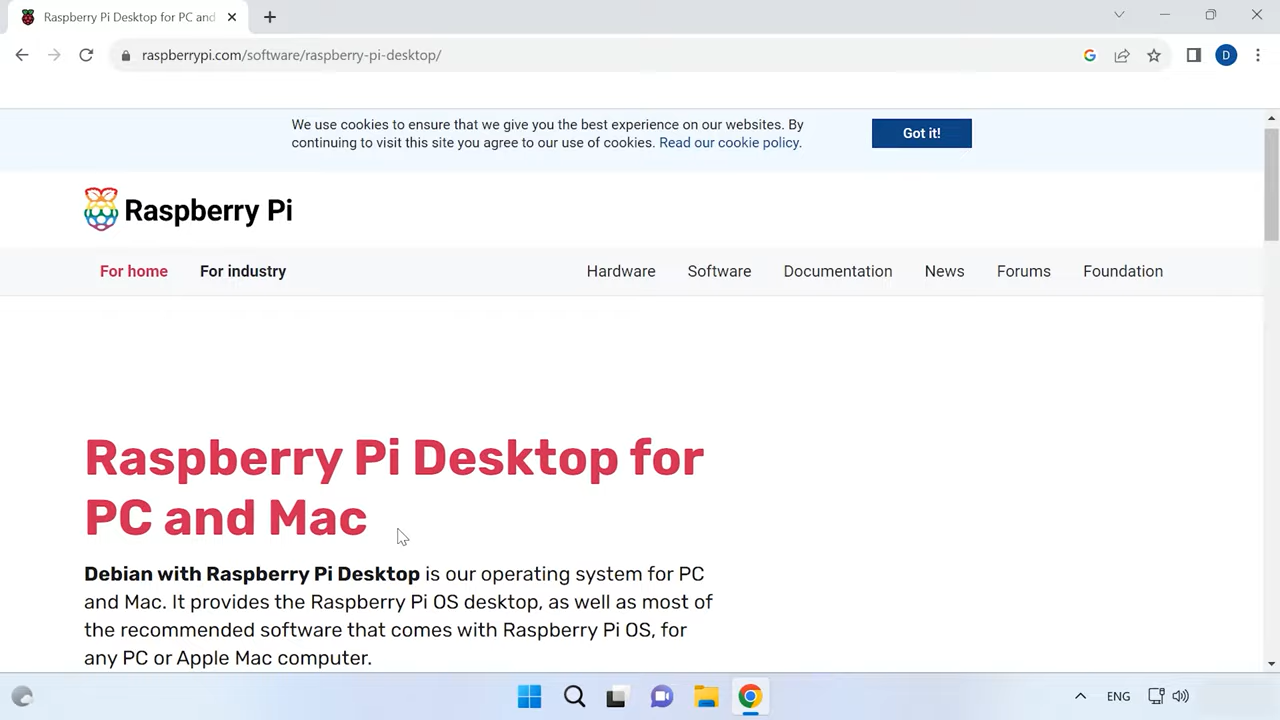 Raspberry Pi Desktop for PC and
raspberrypi.com/software/raspberry-pi-desktop/
D
We use cookies to ensure that we give you the best experience on our websites. By
continuing to visit this site you agree to our use of cookies. Read our cookie policy.
Got it!
Raspberry Pi
For home
For industry
Hardware
Software
Documentation
News
Forums
Foundation
Raspberry Pi Desktop for
PC and Mac
Debian with Raspberry Pi Desktop is our operating system for PC
and Mac. It provides the Raspberry Pi OS desktop, as well as most of
the recommended software that comes with Raspberry Pi OS, for
any PC or Apple Mac computer.
ENG